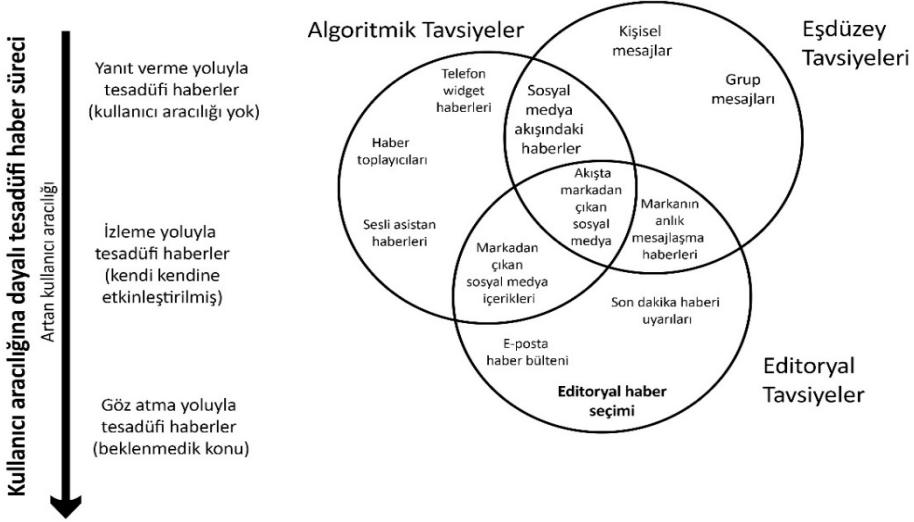 Kullanıcı aracılığına dayalı tesadüfi haber süreci
Artan kullanıcı aracılığı
Yanıt verme yoluyla
tesadüfi haberler
(kullanıcı aracılığı yok)
İzleme yoluyla
tesadüfi haberler
(kendi kendine
etkinleştirilmiş)
Göz atma yoluyla
tesadüfi haberler
(beklenmedik konu)
Algoritmik Tavsiyeler
Telefon
widget
haberleri
Haber
toplayıcıları
Sesli asistan
haberleri
Sosyal
medya
akışındaki
haberler
Kişisel
mesajlar
Grup
mesajları
Eşdüzey
Tavsiyeleri
Akışta
markadan
çıkan
sosyal
medya
Markanın
anlık
mesajlaşma
haberleri
Markadan
çıkan
sosyal medya
içerikleri
Son dakika haberi
uyarıları
E-posta
haber bülteni
Editoryal haber
seçimi
Editoryal
Tavsiyeler